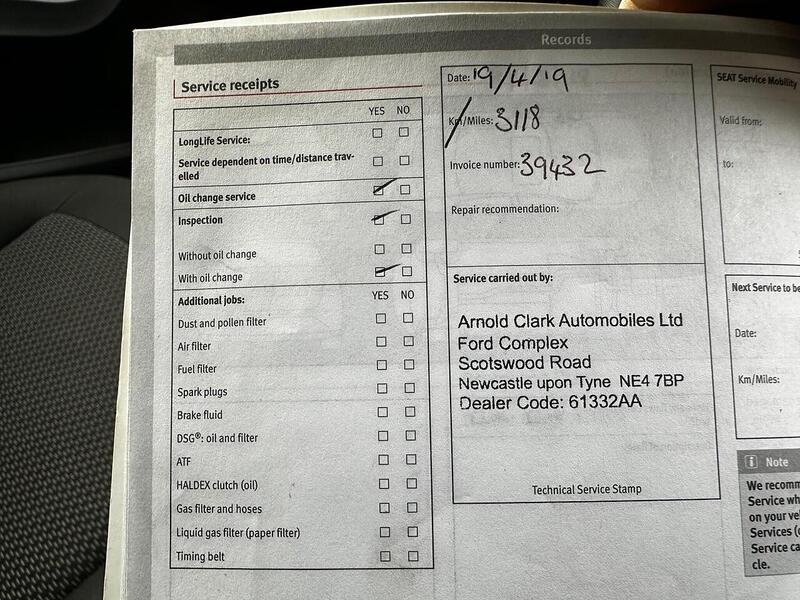 Records
Service receipts
YES NO
LongLife Service:
Service dependent on time/distance trav-
elled
Oil change service
Inspection
Without oil change
With oil change
Additional jobs: YES NO
Dust and pollen filter
Air filter
Fuel filter
Spark plugs
Brake fluid
DSG®: oil and filter
ATF
HALDEX clutch (oil)
Gas filter and hoses
Liquid gas filter (paper filter)
Timing belt
Date: 19/4/19
Km/Miles: 3118
Invoice number: 39432
Repair recommendation:
Service carried out by:
Arnold Clark Automobiles Ltd
Ford Complex
Scotswood Road
Newcastle upon Tyne NE4 7BP
Dealer Code: 61332AA
Technical Service Stamp
SEAT Service Mobility
Valid from:
to:
Next Service to be
Date:
Km/Miles:
i Note
We recomm
Service wh
on your ve
Services (
Service ca
cle.